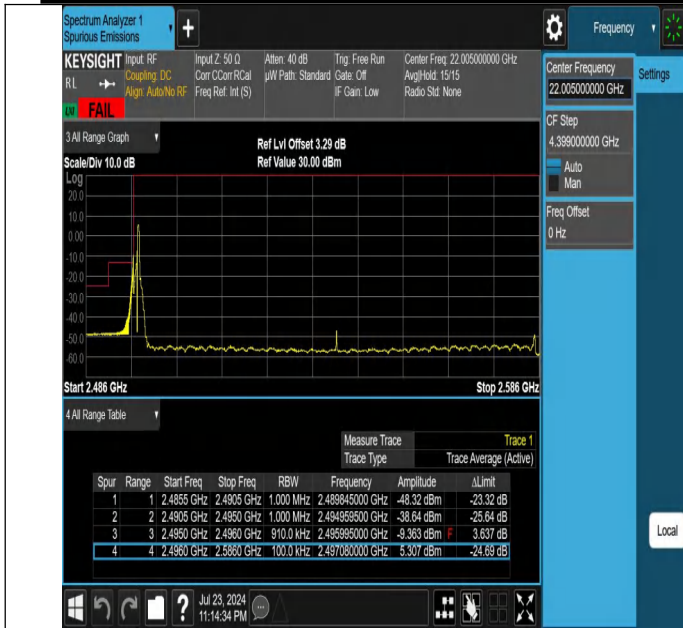 Spectrum Analyzer 1
Spurious Emissions
Frequency
KEYSIGHT
RL
FAIL
Input: RF
Coupling: DC
Align: Auto/No RF
Input Z: 50 Ω
Corr CCorr RCal
Freq Ref: Int (S)
Atten: 40 dB
µW Path: Standard
Trig: Free Run
Gate: Off
IF Gain: Low
Center Freq: 22.005000000 GHz
Avg|Hold: 15/15
Radio Std: None
Center Frequency
22.005000000 GHz
Settings
CF Step
4.399000000 GHz
Auto
Man
Freq Offset
0 Hz
Local
3 All Range Graph
Scale/Div 10.0 dB
Ref Lvl Offset 3.29 dB
Ref Value 30.00 dBm
Log
20.0
10.0
0.00
-10.0
-20.0
-30.0
-40.0
-50.0
-60.0
Start 2.486 GHz Stop 2.586 GHz
4 All Range Table
Measure Trace Trace 1
Trace Type Trace Average (Active)
Spur Range Start Freq Stop Freq RBW Frequency Amplitude ΔLimit
1 1 2.4855 GHz 2.4905 GHz 1.000 MHz 2.489845000 GHz -48.32 dBm -23.32 dB
2 2 2.4905 GHz 2.4950 GHz 1.000 MHz 2.494959500 GHz -38.64 dBm -25.64 dB
3 3 2.4950 GHz 2.4960 GHz 910.0 kHz 2.495995000 GHz -9.363 dBm F 3.637 dB
4 4 2.4960 GHz 2.5860 GHz 100.0 kHz 2.497080000 GHz 5.307 dBm -24.69 dB
?
Jul 23, 2024
11:14:34 PM